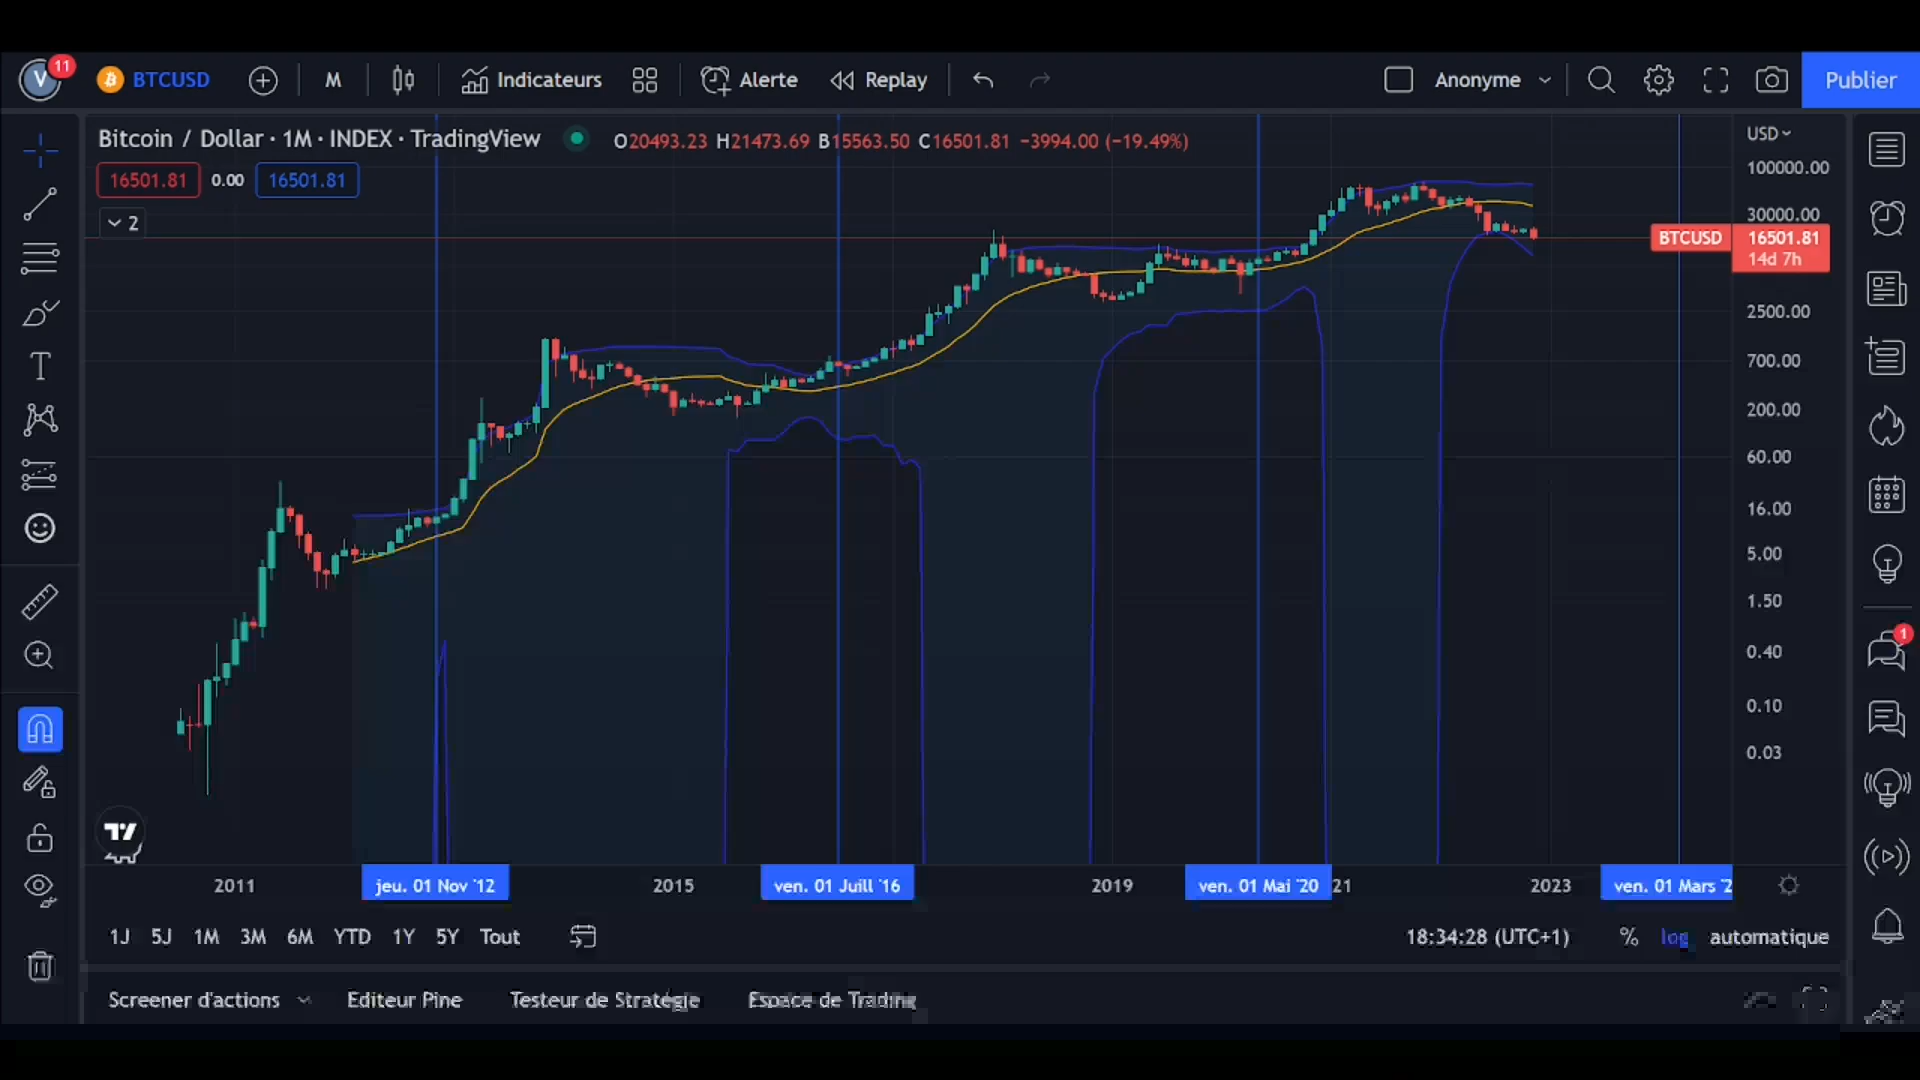 V 11 BTCUSD M Indicateurs Alerte Replay Anonyme Publier
Bitcoin / Dollar · 1M · INDEX · TradingView O20493.23 H21473.69 B15563.50 C16501.81 −3994.00 (−19.49%)
USD
16501.81 0.00 16501.81
2
100000.00
30000.00
BTCUSD 16501.81
14d 7h
2500.00
700.00
200.00
60.00
16.00
5.00
1.50
0.40
0.10
0.03
1
2011 jeu. 01 Nov '12 2015 ven. 01 Juill '16 2019 ven. 01 Mai '20 21 2023 ven. 01 Mars '2
1J 5J 1M 3M 6M YTD 1Y 5Y Tout 18:34:28 (UTC+1) % log automatique
Screener d'actions Editeur Pine Testeur de Stratégie Espace de Trading